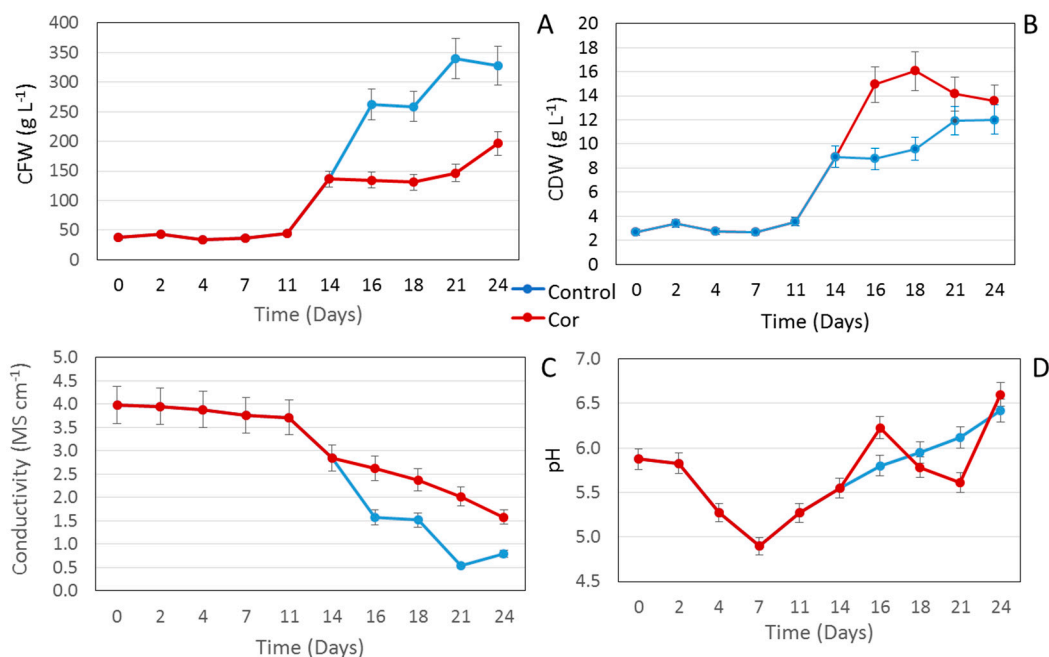 A
CFW (g L-1)
400
350
300
250
200
150
100
50
0
0 2 4 7 11 14 16 18 21 24
Time (Days)
B
CDW (g L-1)
20
18
16
14
12
10
8
6
4
2
0
0 2 4 7 11 14 16 18 21 24
Time (Days)
Control
Cor
C
Conductivity (MS cm-1)
5.0
4.5
4.0
3.5
3.0
2.5
2.0
1.5
1.0
0.5
0.0
0 2 4 7 11 14 16 18 21 24
Time (Days)
D
pH
7.0
6.5
6.0
5.5
5.0
4.5
0 2 4 7 11 14 16 18 21 24
Time (Days)